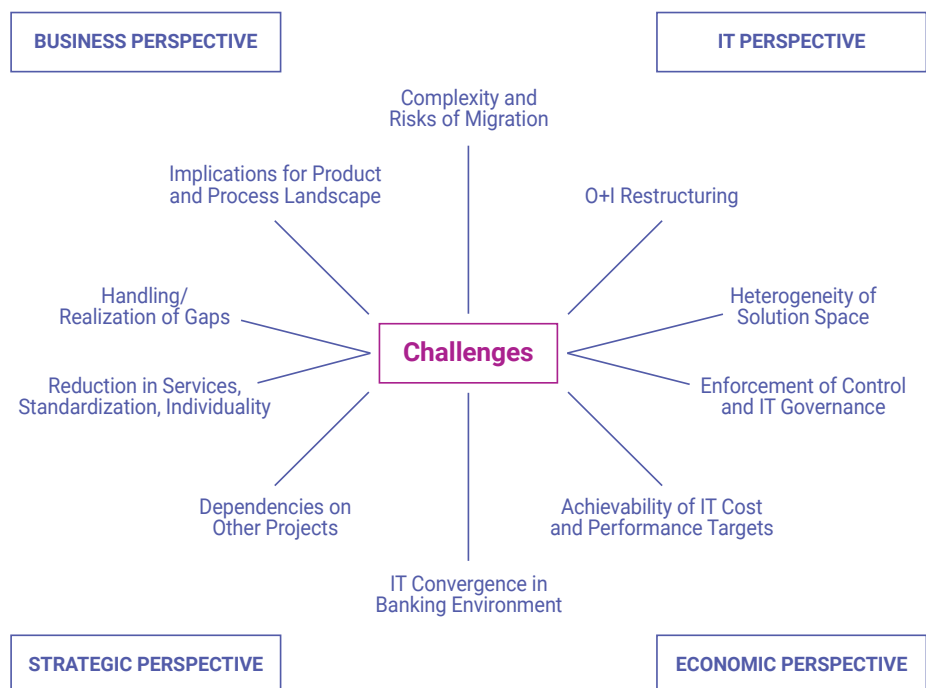 BUSINESS PERSPECTIVE
IT PERSPECTIVE
Complexity and
Risks of Migration
Implications for Product
and Process Landscape
O+I Restructuring
Handling/
Realization of Gaps
Heterogeneity of
Solution Space
Challenges
Reduction in Services,
Standardization, Individuality
Enforcement of Control
and IT Governance
Dependencies on
Other Projects
Achievability of IT Cost
and Performance Targets
IT Convergence in
Banking Environment
STRATEGIC PERSPECTIVE
ECONOMIC PERSPECTIVE